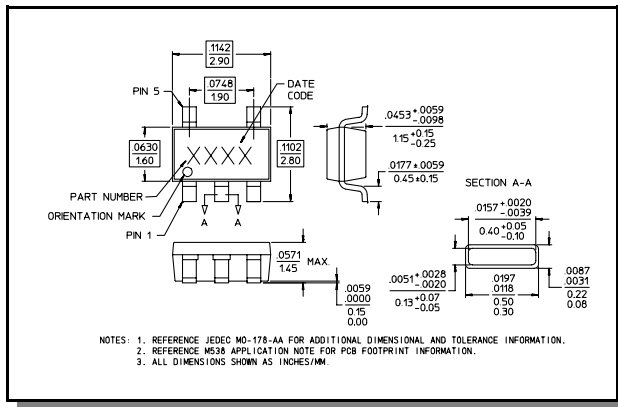 .1142
2.90
.0748
1.90
PIN 5
DATE
CODE
.0630
1.60
XXXX
.1102
2.80
PART NUMBER
ORIENTATION MARK
PIN 1
A A
.0453 +.0059 -.0098
1.15 +0.15 -0.25
.0177 ±.0059
0.45 ±0.15
SECTION A-A
.0157 +.0020 -.0039
0.40 +0.05 -0.10
.0571
1.45
MAX.
.0059
.0000
0.15
0.00
.0051 +.0028 -.0020
0.13 +0.07 -0.05
.0197
.0118
0.50
0.30
.0087
.0031
0.22
0.08
NOTES: 1. REFERENCE JEDEC MO-178-AA FOR ADDITIONAL DIMENSIONAL AND TOLERANCE INFORMATION.
2. REFERENCE M538 APPLICATION NOTE FOR PCB FOOTPRINT INFORMATION.
3. ALL DIMENSIONS SHOWN AS INCHES/MM.